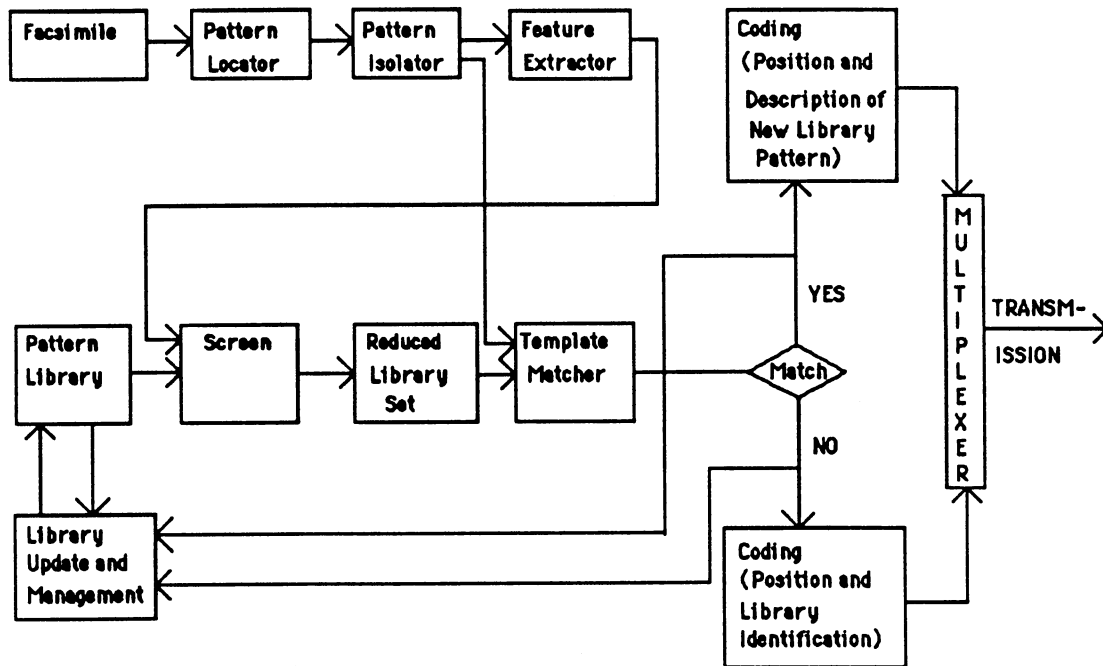 Facsimile
Pattern
Locator
Pattern
Isolator
Feature
Extractor
Coding
(Position and
Description of
New Library
Pattern)
MULTIPLEXER
TRANSM-
ISSION
YES
Pattern
Library
Screen
Reduced
Library
Set
Template
Matcher
Match
NO
Library
Update and
Management
Coding
(Position and
Library
Identification)